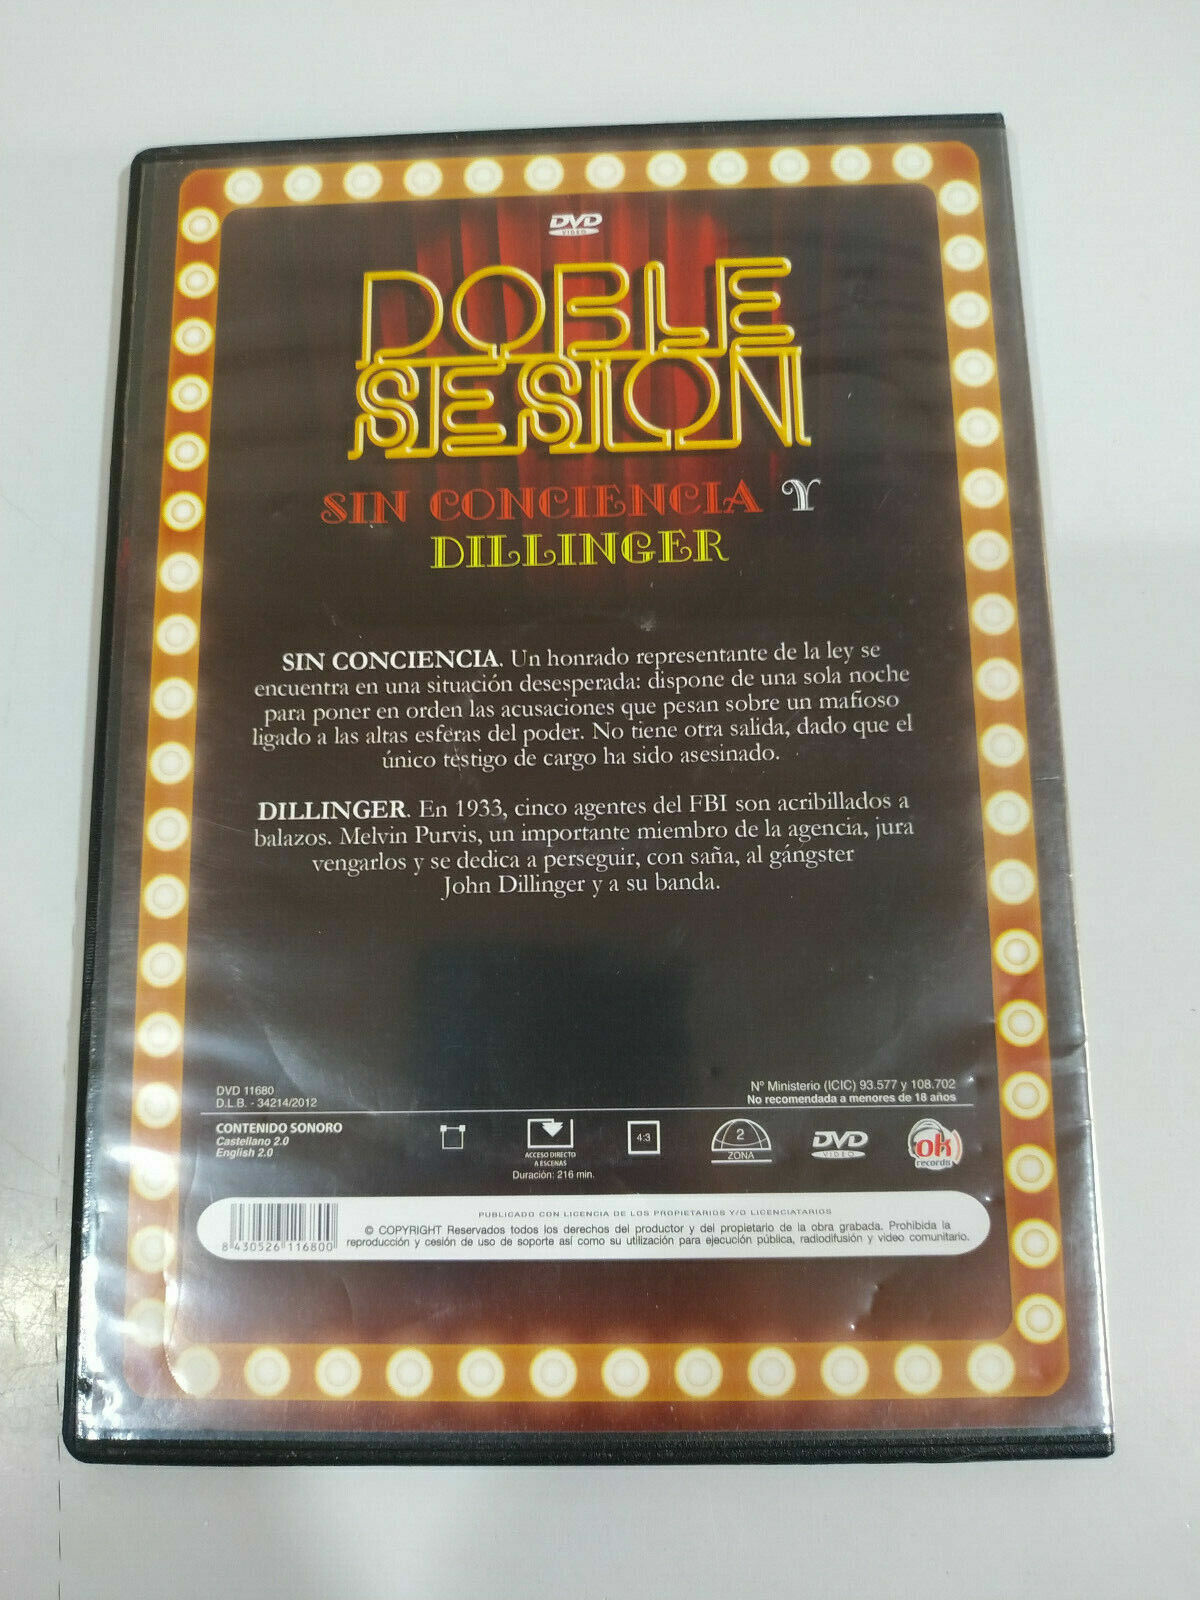 DVD
VIDEO
DOBLE
SESION
SIN CONCIENCIA Y
DILLINGER
SIN CONCIENCIA. Un honrado representante de la ley se
encuentra en una situación desesperada: dispone de una sola noche
para poner en orden las acusaciones que pesan sobre un mafioso
ligado a las altas esferas del poder. No tiene otra salida, dado que el
único testigo de cargo ha sido asesinado.
DILLINGER. En 1933, cinco agentes del FBI son acribillados a
balazos. Melvin Purvis, un importante miembro de la agencia, jura
vengarlos y se dedica a perseguir, con saña, al gángster
John Dillinger y a su banda.
DVD 11680
D.L.B. - 34214/2012
Nº Ministerio (ICIC) 93.577 y 108.702
No recomendada a menores de 18 años
CONTENIDO SONORO
Castellano 2.0
English 2.0
ACCESO DIRECTO
A ESCENAS
Duración: 216 min.
4:3
2
ZONA
DVD
VIDEO
ok
records
PUBLICADO CON LICENCIA DE LOS PROPIETARIOS Y/O LICENCIATARIOS
© COPYRIGHT Reservados todos los derechos del productor y del propietario de la obra grabada. Prohibida la
reproducción y cesión de uso de soporte así como su utilización para ejecución pública, radiodifusión y video comunitario.
8 430526 116800